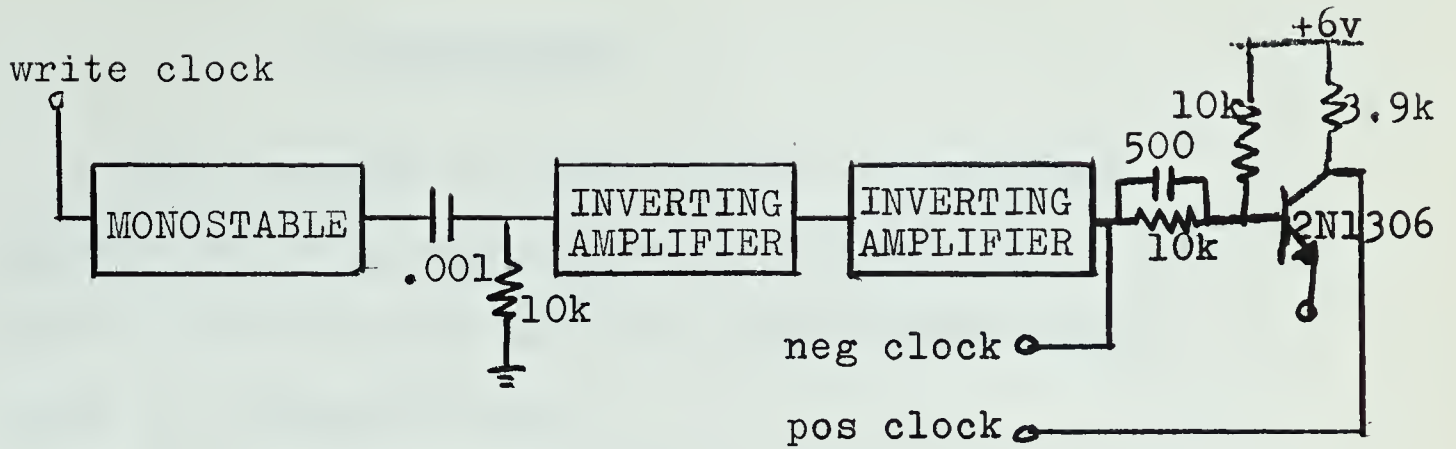 +6v
write clock
10k
3.9k
500
MONOSTABLE
INVERTING
AMPLIFIER
INVERTING
AMPLIFIER
2N1306
.001
10k
10k
neg clock
pos clock